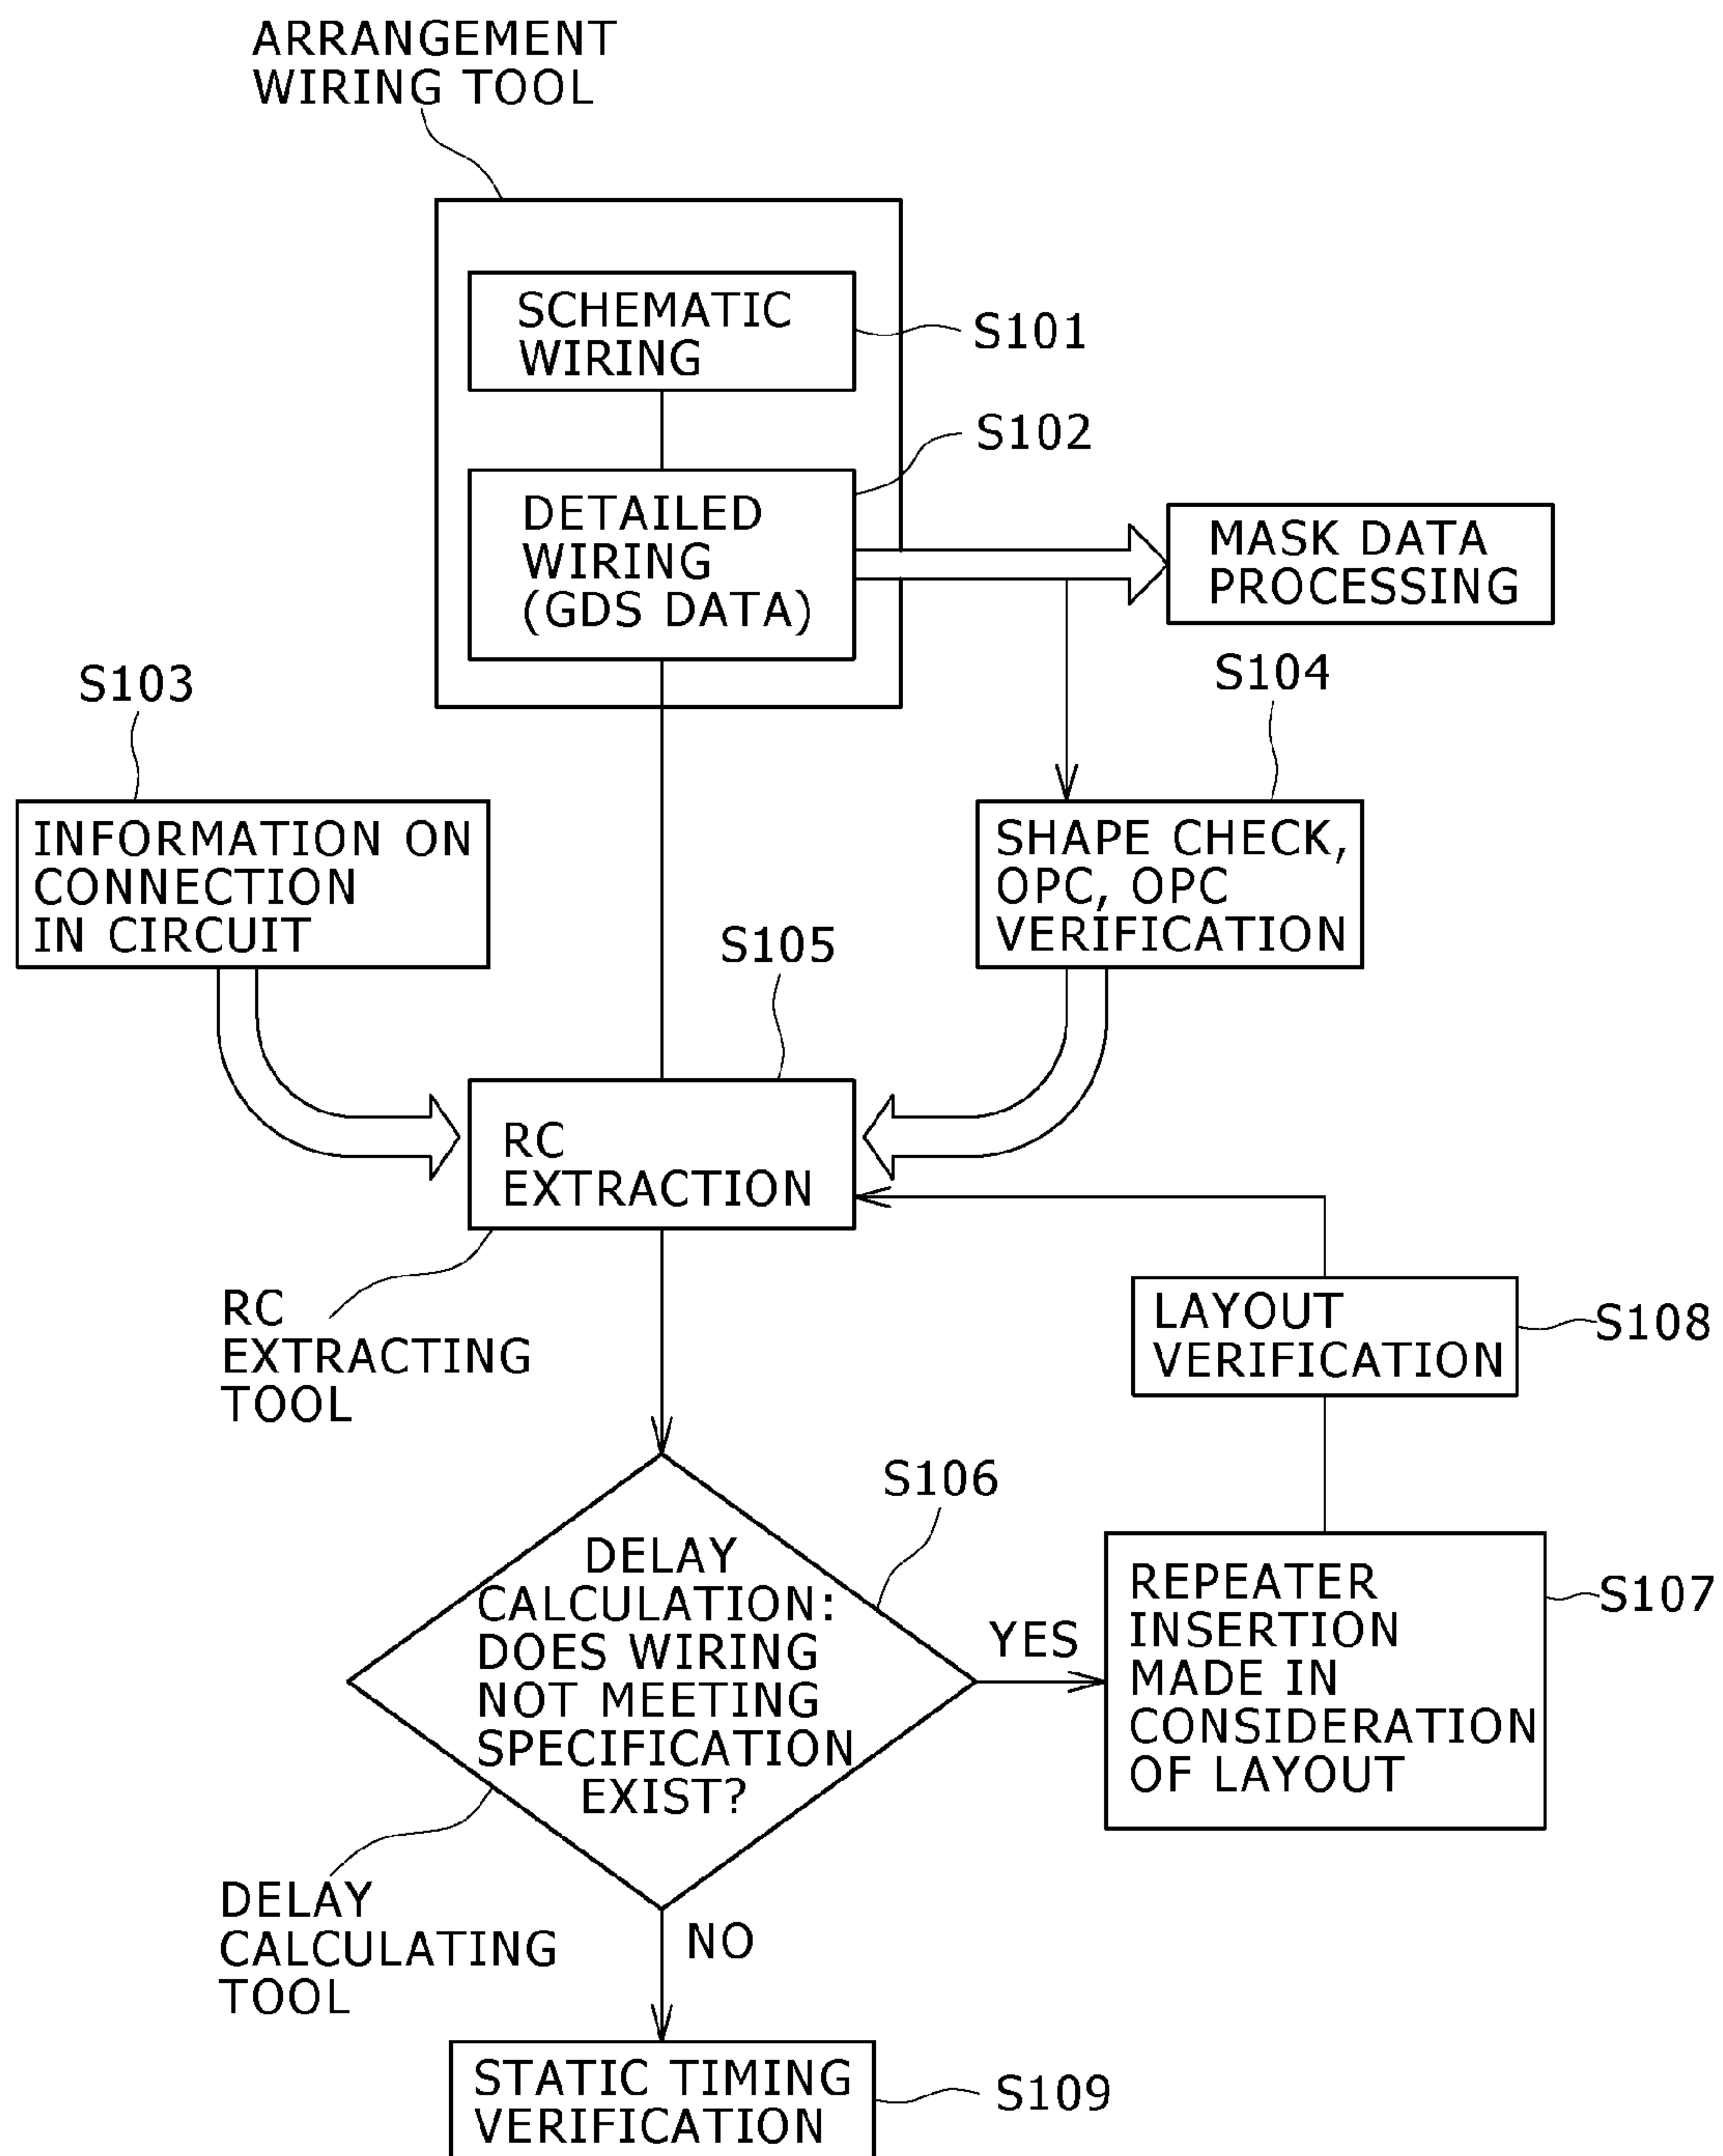 ARRANGEMENT
WIRING TOOL
SCHEMATIC
WIRING
S101
S102
DETAILED
WIRING
(GDS DATA)
MASK DATA
PROCESSING
S103
S104
INFORMATION ON
CONNECTION
IN CIRCUIT
SHAPE CHECK,
OPC, OPC
VERIFICATION
S105
RC
EXTRACTION
RC
EXTRACTING
TOOL
LAYOUT
VERIFICATION
S108
S106
DELAY
CALCULATION:
DOES WIRING
NOT MEETING
SPECIFICATION
EXIST?
YES
REPEATER
INSERTION
MADE IN
CONSIDERATION
OF LAYOUT
S107
DELAY
CALCULATING
TOOL
NO
STATIC TIMING
VERIFICATION
S109